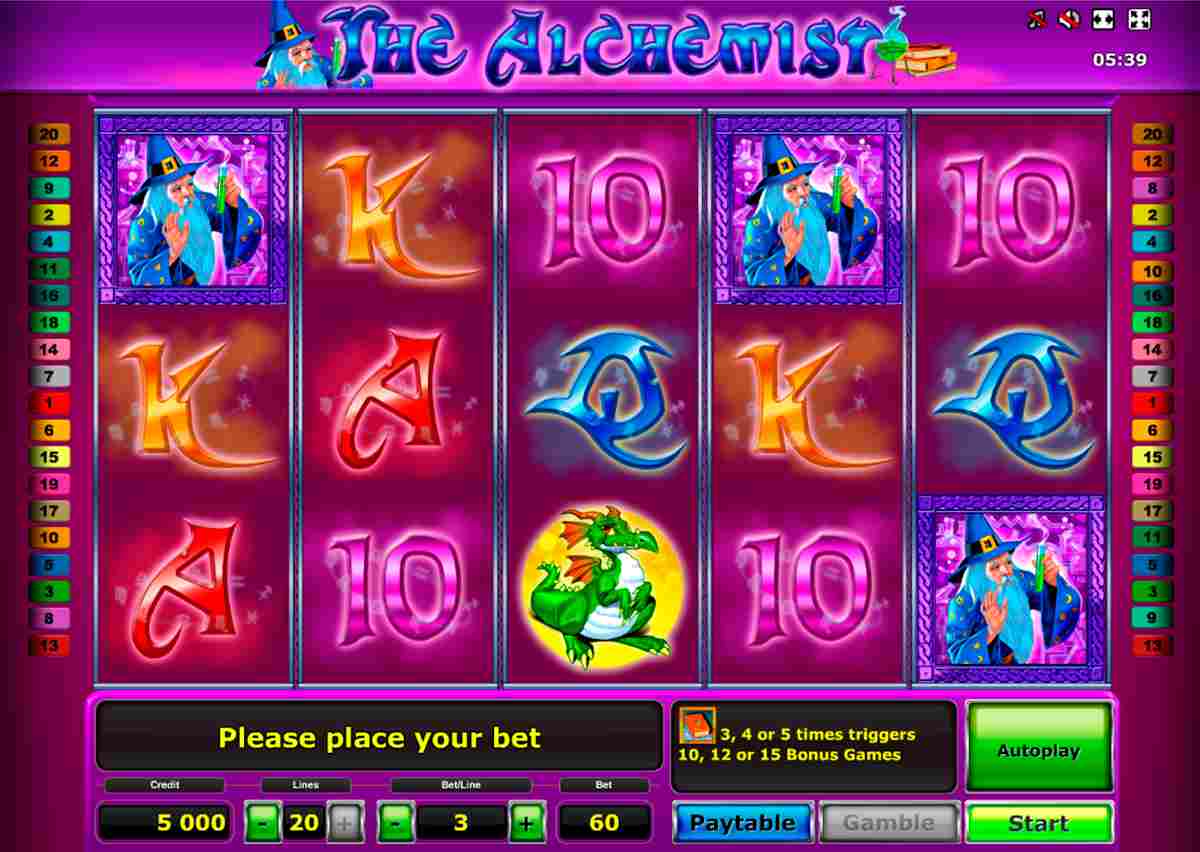 THE ALCHEMIST
05:39
20 20
12 K 10 10 12
9 8
2 2
4 4
11 10
16 16
18 18
14 K A Q K Q 14
7 7
1 1
6 6
15 15
19 19
17 17
10 A 10 10 11
5 5
3 3
8 9
13 13
Please place your bet
3, 4 or 5 times triggers
10, 12 or 15 Bonus Games
Autoplay
Credit Lines Bet/Line Bet
5 000 - 20 + - 3 + 60
Paytable Gamble Start